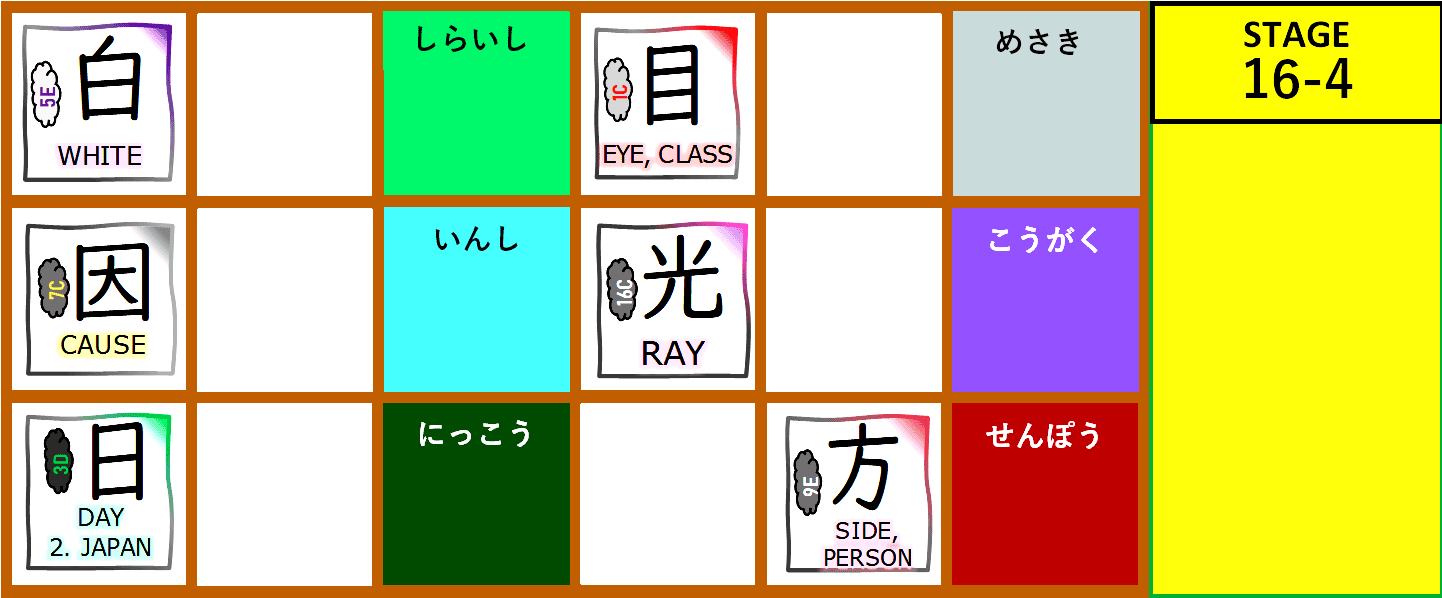 5E
白
WHITE
しらいし
1C
目
EYE, CLASS
めさき
STAGE
16-4
7C
因
CAUSE
いんし
16C
光
RAY
こうがく
3D
日
DAY
2. JAPAN
にっこう
9E
方
SIDE,
PERSON
せんぽう